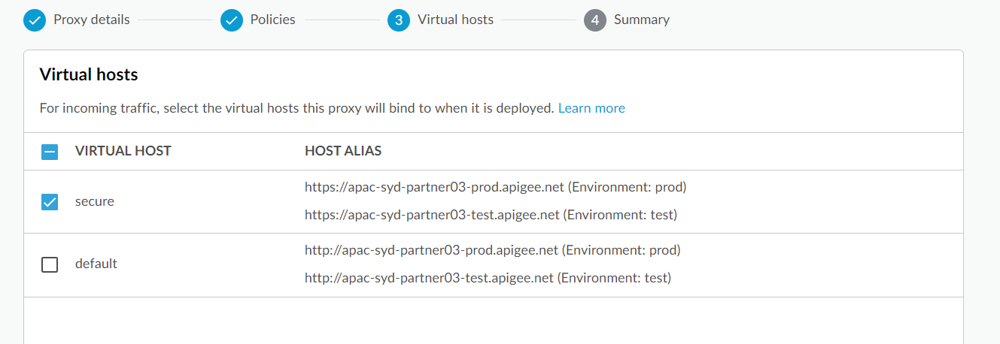 Proxy details Policies 3 Virtual hosts 4 Summary
Virtual hosts
For incoming traffic, select the virtual hosts this proxy will bind to when it is deployed. Learn more
VIRTUAL HOST HOST ALIAS
https://apac-syd-partner03-prod.apigee.net (Environment: prod)
secure
https://apac-syd-partner03-test.apigee.net (Environment: test)
http://apac-syd-partner03-prod.apigee.net (Environment: prod)
default
http://apac-syd-partner03-test.apigee.net (Environment: test)